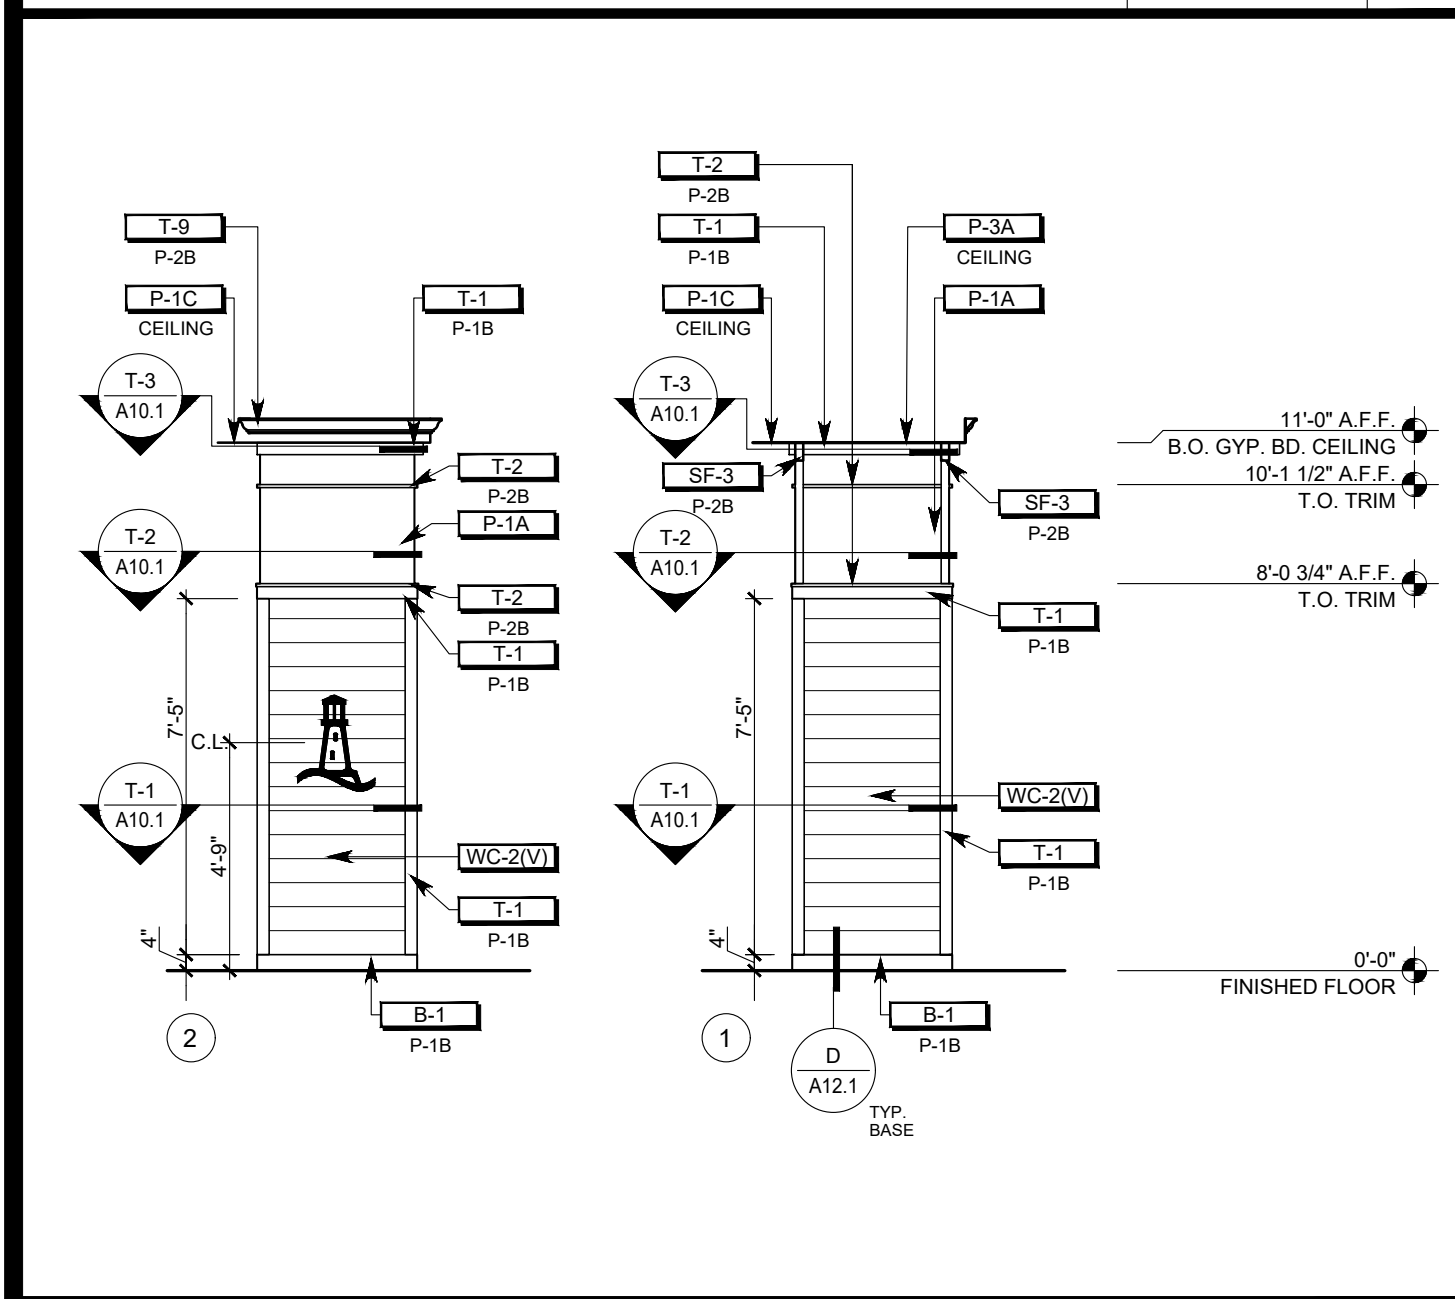 T-9
P-2B
P-1C
CEILING
T-1
P-1B
T-3
A10.1
T-2
P-2B
P-1A
T-2
A10.1
T-2
P-2B
T-1
P-1B
7'-5"
C.L.
T-1
A10.1
4'-9"
WC-2(V)
T-1
P-1B
4"
B-1
P-1B
2
T-2
P-2B
T-1
P-1B
P-3A
CEILING
P-1C
CEILING
P-1A
T-3
A10.1
SF-3
P-2B
SF-3
P-2B
T-2
A10.1
T-1
P-1B
7'-5"
T-1
A10.1
WC-2(V)
T-1
P-1B
4"
B-1
P-1B
1
D
A12.1
TYP.
BASE
11'-0" A.F.F.
B.O. GYP. BD. CEILING
10'-1 1/2" A.F.F.
T.O. TRIM
8'-0 3/4" A.F.F.
T.O. TRIM
0'-0"
FINISHED FLOOR